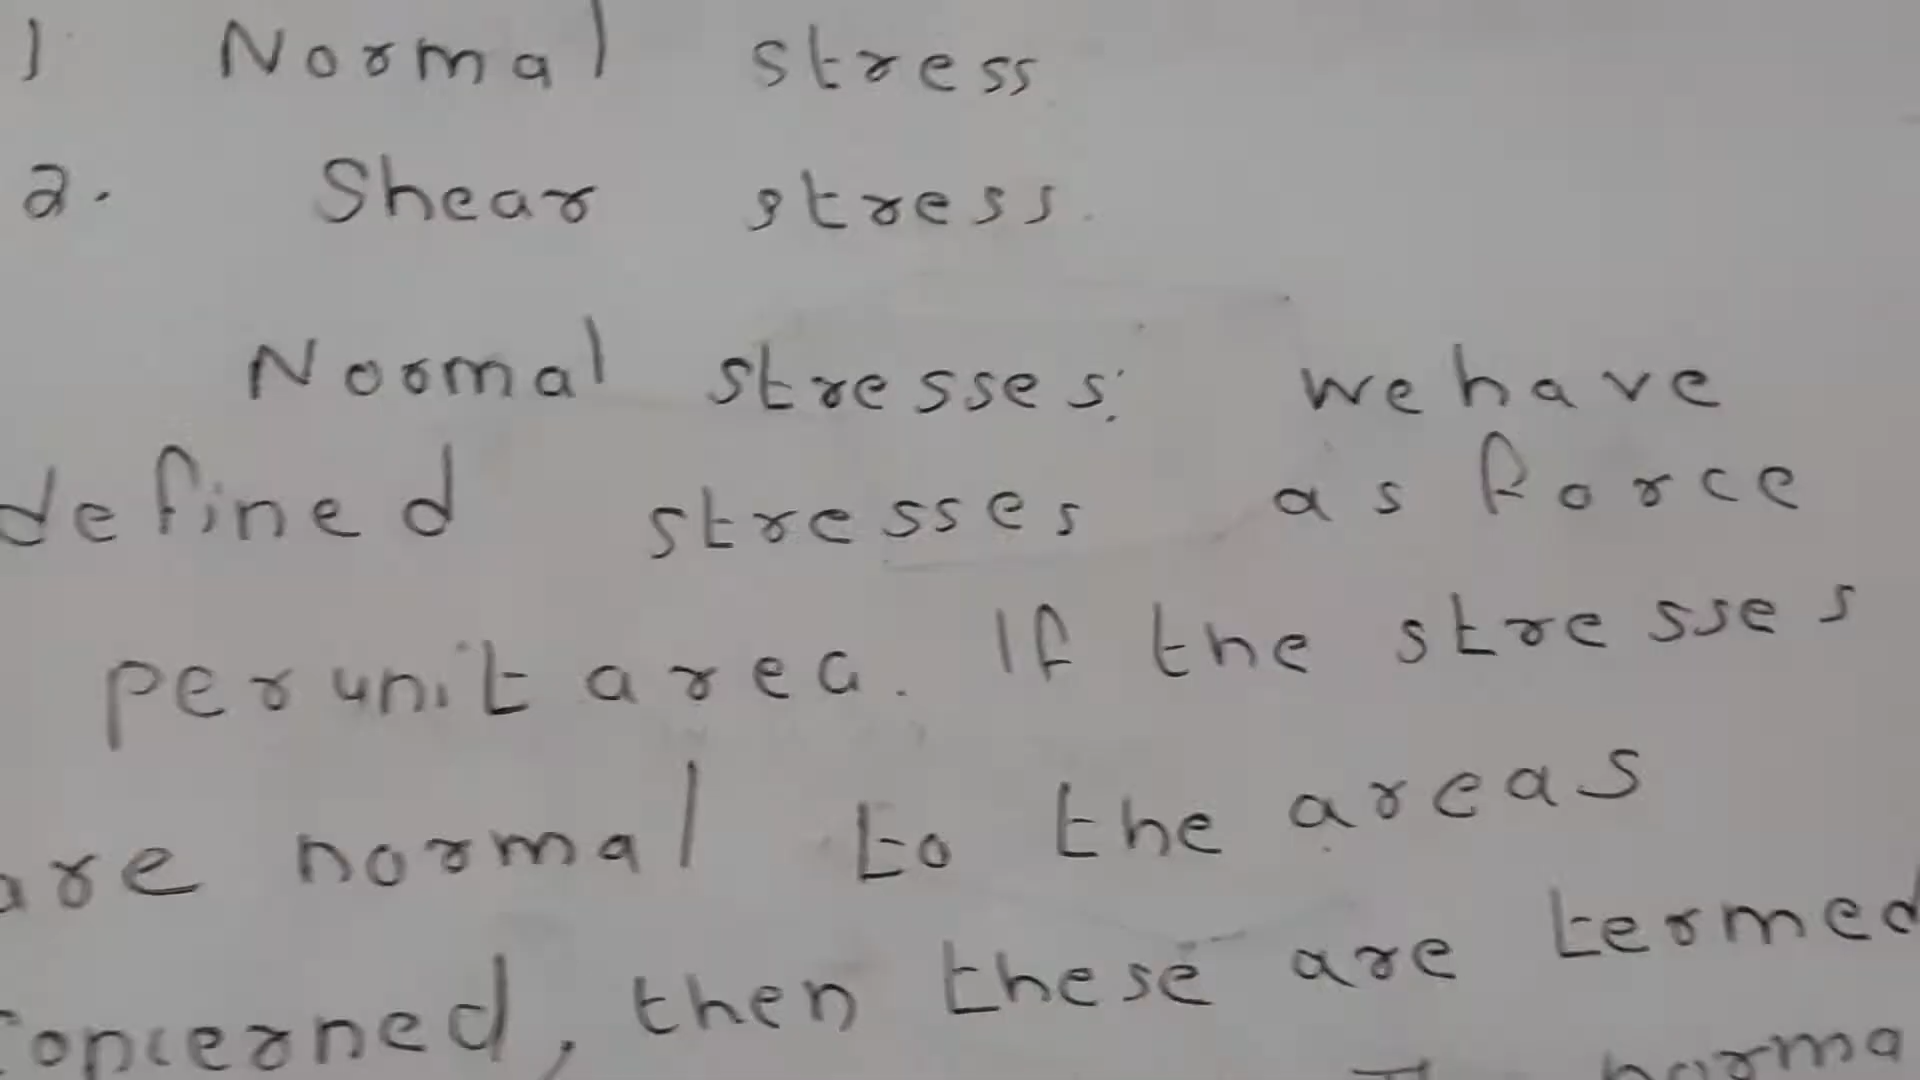 1 Normal stress
2. Shear stress.
Normal stresses: we have
defined stresses as force
per unit area. If the stresses
are normal to the areas
concerned, then these are termed